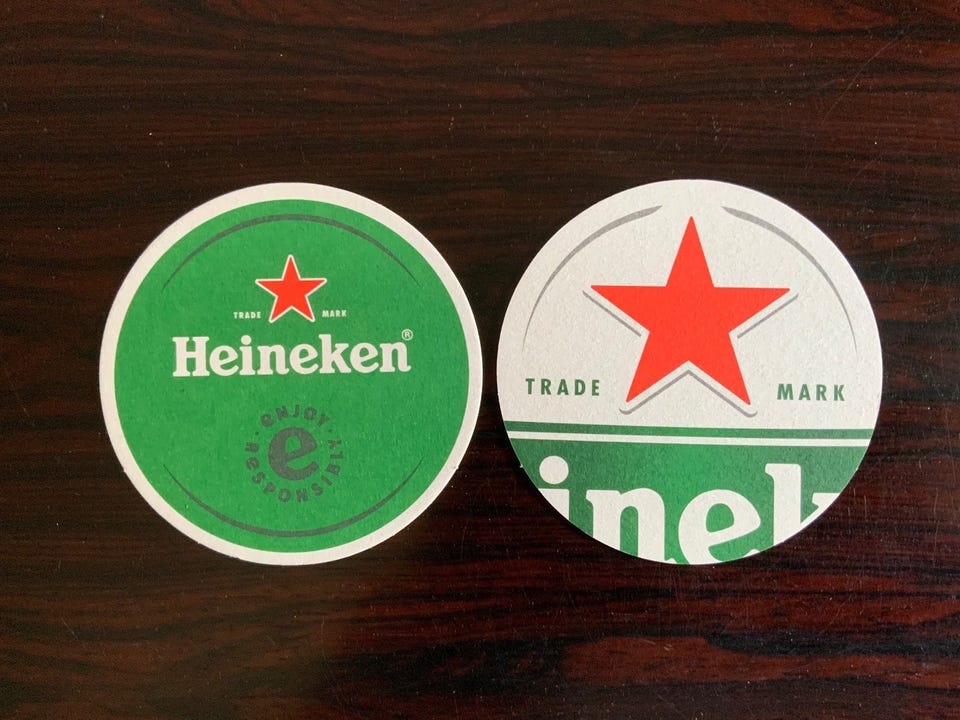 TRADE MARK
Heineken®
ENJOY · RESPONSIBLY ·
e
TRADE MARK
inek